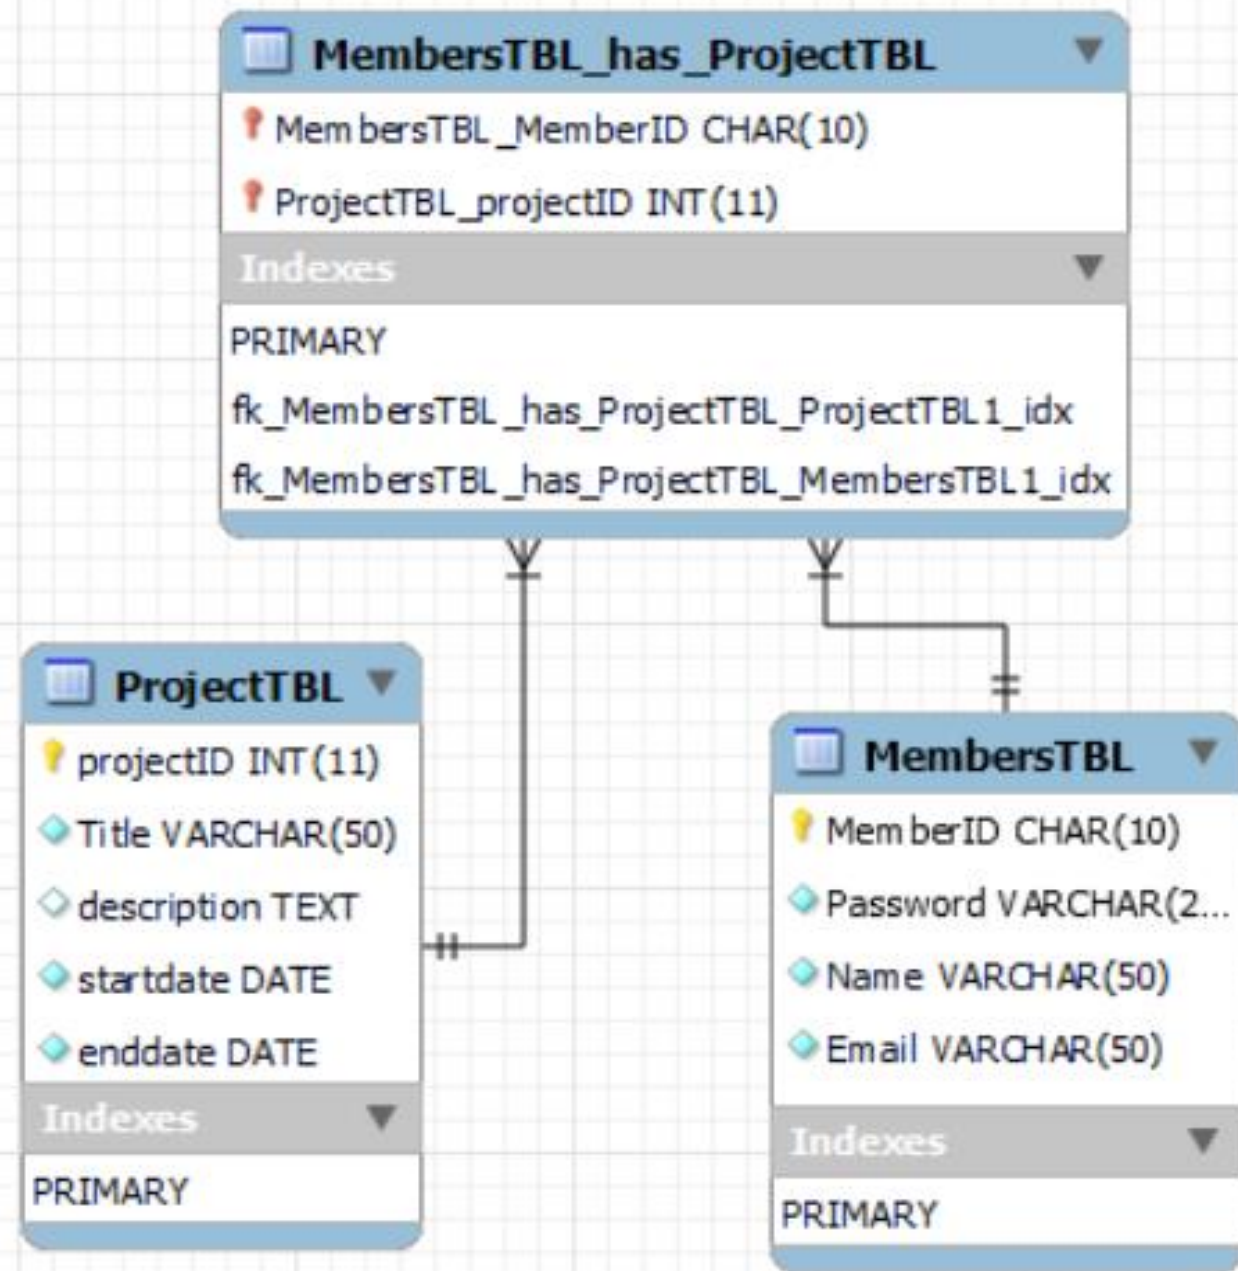 MembersTBL_has_ProjectTBL
MembersTBL_MemberID CHAR(10)
ProjectTBL_projectID INT(11)
Indexes
PRIMARY
fk_MembersTBL_has_ProjectTBL_ProjectTBL1_idx
fk_MembersTBL_has_ProjectTBL_MembersTBL1_idx
ProjectTBL
projectID INT(11)
Title VARCHAR(50)
description TEXT
startdate DATE
enddate DATE
Indexes
PRIMARY
MembersTBL
MemberID CHAR(10)
Password VARCHAR(2...
Name VARCHAR(50)
Email VARCHAR(50)
Indexes
PRIMARY